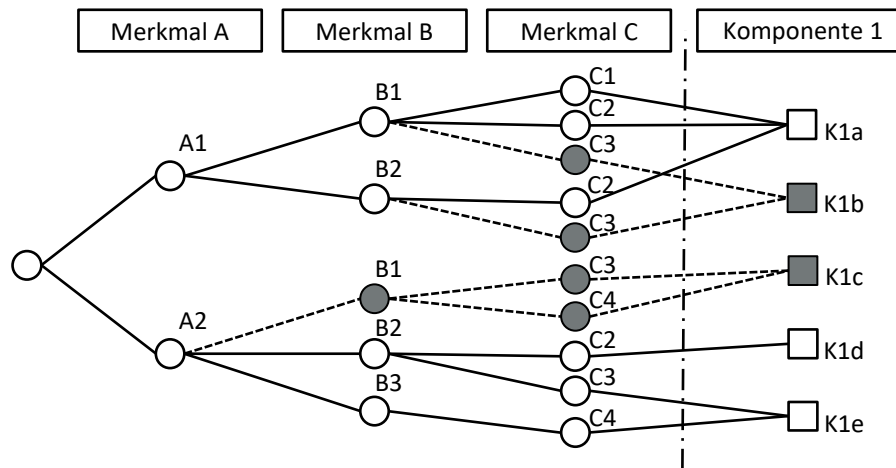 Merkmal A
Merkmal B
Merkmal C
Komponente 1
C1
B1
C2
K1a
A1
C3
B2
C2
K1b
C3
B1
C3
K1c
C4
A2
B2
C2
K1d
B3
C3
C4
K1e